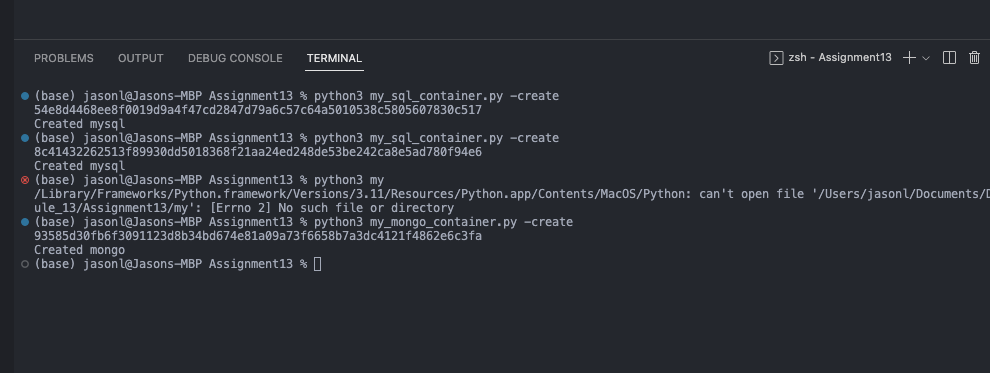 PROBLEMS OUTPUT DEBUG CONSOLE TERMINAL zsh - Assignment13
(base) jasonl@Jasons-MBP Assignment13 % python3 my_sql_container.py -create
54e8d4468ee8f0019d9a4f47cd2847d79a6c57c64a5010538c5805607830c517
Created mysql
(base) jasonl@Jasons-MBP Assignment13 % python3 my_sql_container.py -create
8c41432262513f89930dd5018368f21aa24ed248de53be242ca8e5ad780f94e6
Created mysql
(base) jasonl@Jasons-MBP Assignment13 % python3 my
/Library/Frameworks/Python.framework/Versions/3.11/Resources/Python.app/Contents/MacOS/Python: can't open file '/Users/jasonl/Documents/D
ule_13/Assignment13/my': [Errno 2] No such file or directory
(base) jasonl@Jasons-MBP Assignment13 % python3 my_mongo_container.py -create
93585d30fb6f3091123d8b34bd674e81a09a73f6658b7a3dc4121f4862e6c3fa
Created mongo
(base) jasonl@Jasons-MBP Assignment13 %